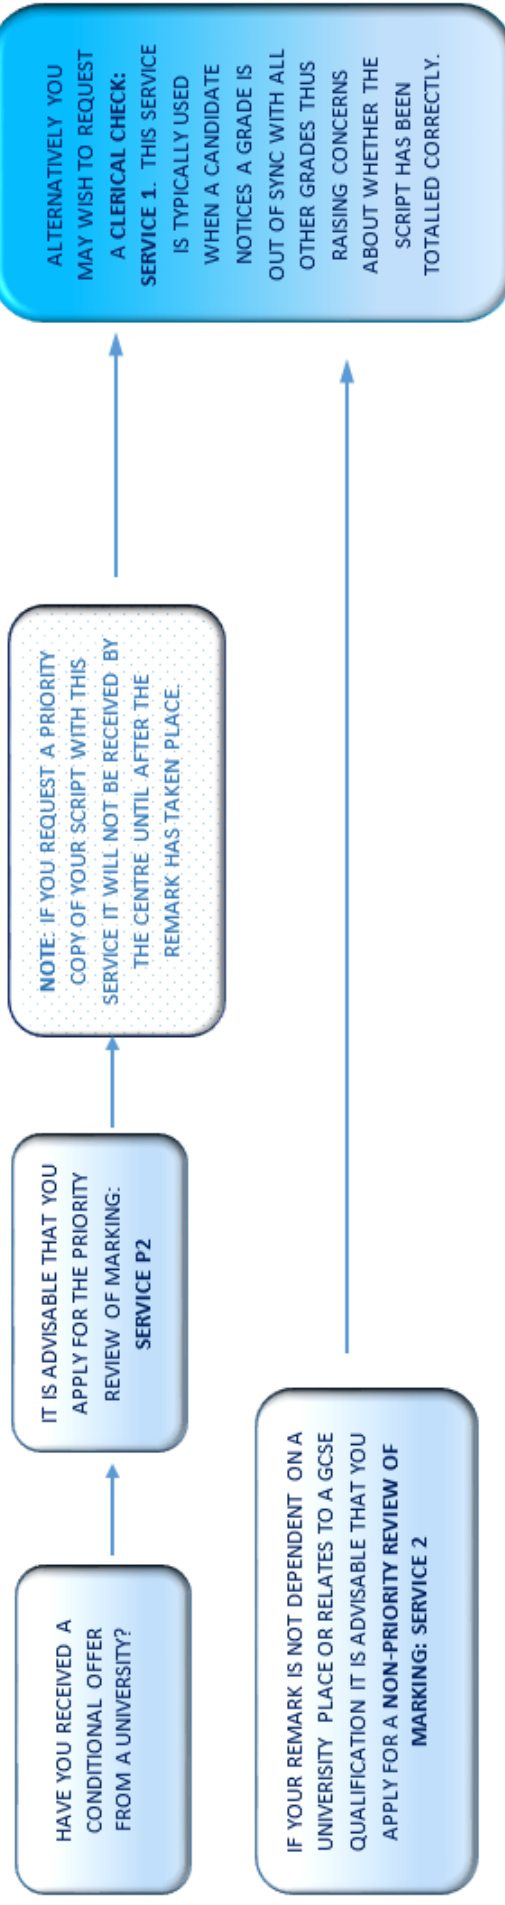 HAVE YOU RECEIVED A
CONDITIONAL OFFER
FROM A UNIVERSITY?
IT IS ADVISABLE THAT YOU
APPLY FOR THE PRIORITY
REVIEW OF MARKING:
SERVICE P2
NOTE: IF YOU REQUEST A PRIORITY
COPY OF YOUR SCRIPT WITH THIS
SERVICE IT WILL NOT BE RECEIVED BY
THE CENTRE UNTIL AFTER THE
REMARK HAS TAKEN PLACE.
ALTERNATIVELY YOU
MAY WISH TO REQUEST
A CLERICAL CHECK:
SERVICE 1. THIS SERVICE
IS TYPICALLY USED
WHEN A CANDIDATE
NOTICES A GRADE IS
OUT OF SYNC WITH ALL
OTHER GRADES THUS
RAISING CONCERNS
ABOUT WHETHER THE
SCRIPT HAS BEEN
TOTALLED CORRECTLY.
IF YOUR REMARK IS NOT DEPENDENT ON A
UNIVERISITY PLACE OR RELATES TO A GCSE
QUALIFICATION IT IS ADVISABLE THAT YOU
APPLY FOR A NON-PRIORITY REVIEW OF
MARKING: SERVICE 2